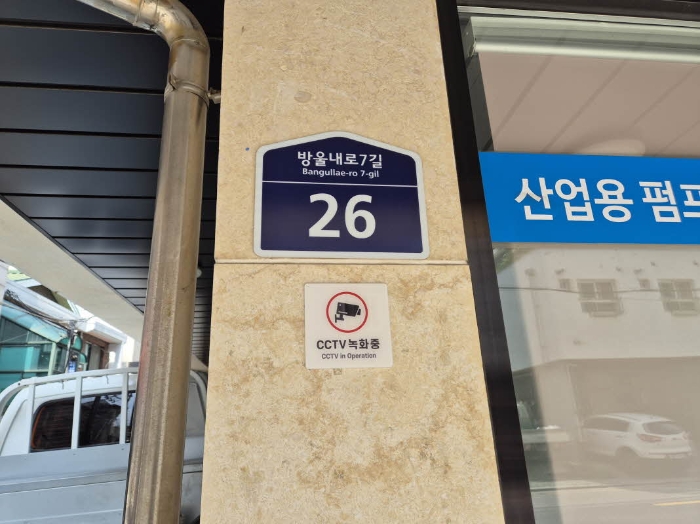 방울내로7길
Bangullae-ro 7-gil
26
산업용 펌프
CCTV 녹화중
CCTV in Operation